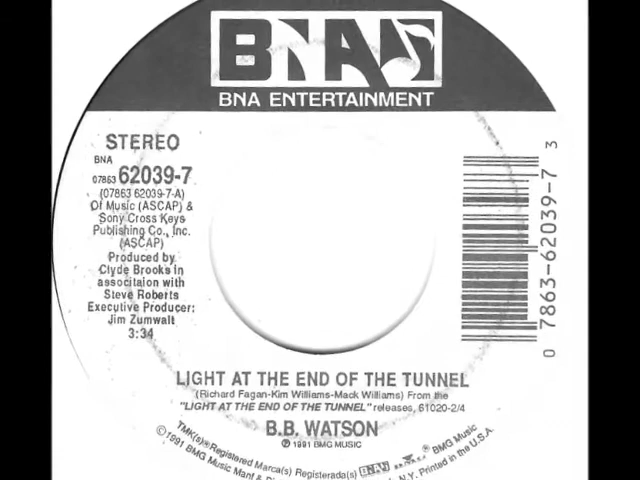 BNA
BNA ENTERTAINMENT
STEREO
BNA
07863 62039-7
(07863 62039-7-A)
Of Music (ASCAP) &
Sony Cross Keys
Publishing Co., Inc.
(ASCAP)
Produced by
Clyde Brooks in
associtaion with
Steve Roberts
Executive Producer:
Jim Zumwalt
3:34
0 7863-62039-7 3
LIGHT AT THE END OF THE TUNNEL
(Richard Fagan-Kim Williams-Mack Williams) From the
"LIGHT AT THE END OF THE TUNNEL" releases, 61020-2/4
B.B. WATSON
℗ 1991 BMG MUSIC
TMK(s)® Registered Marca(s) Registrada(s) BNA ® BMG Music
©1991 BMG Music N.Y. Printed in the U.S.A.